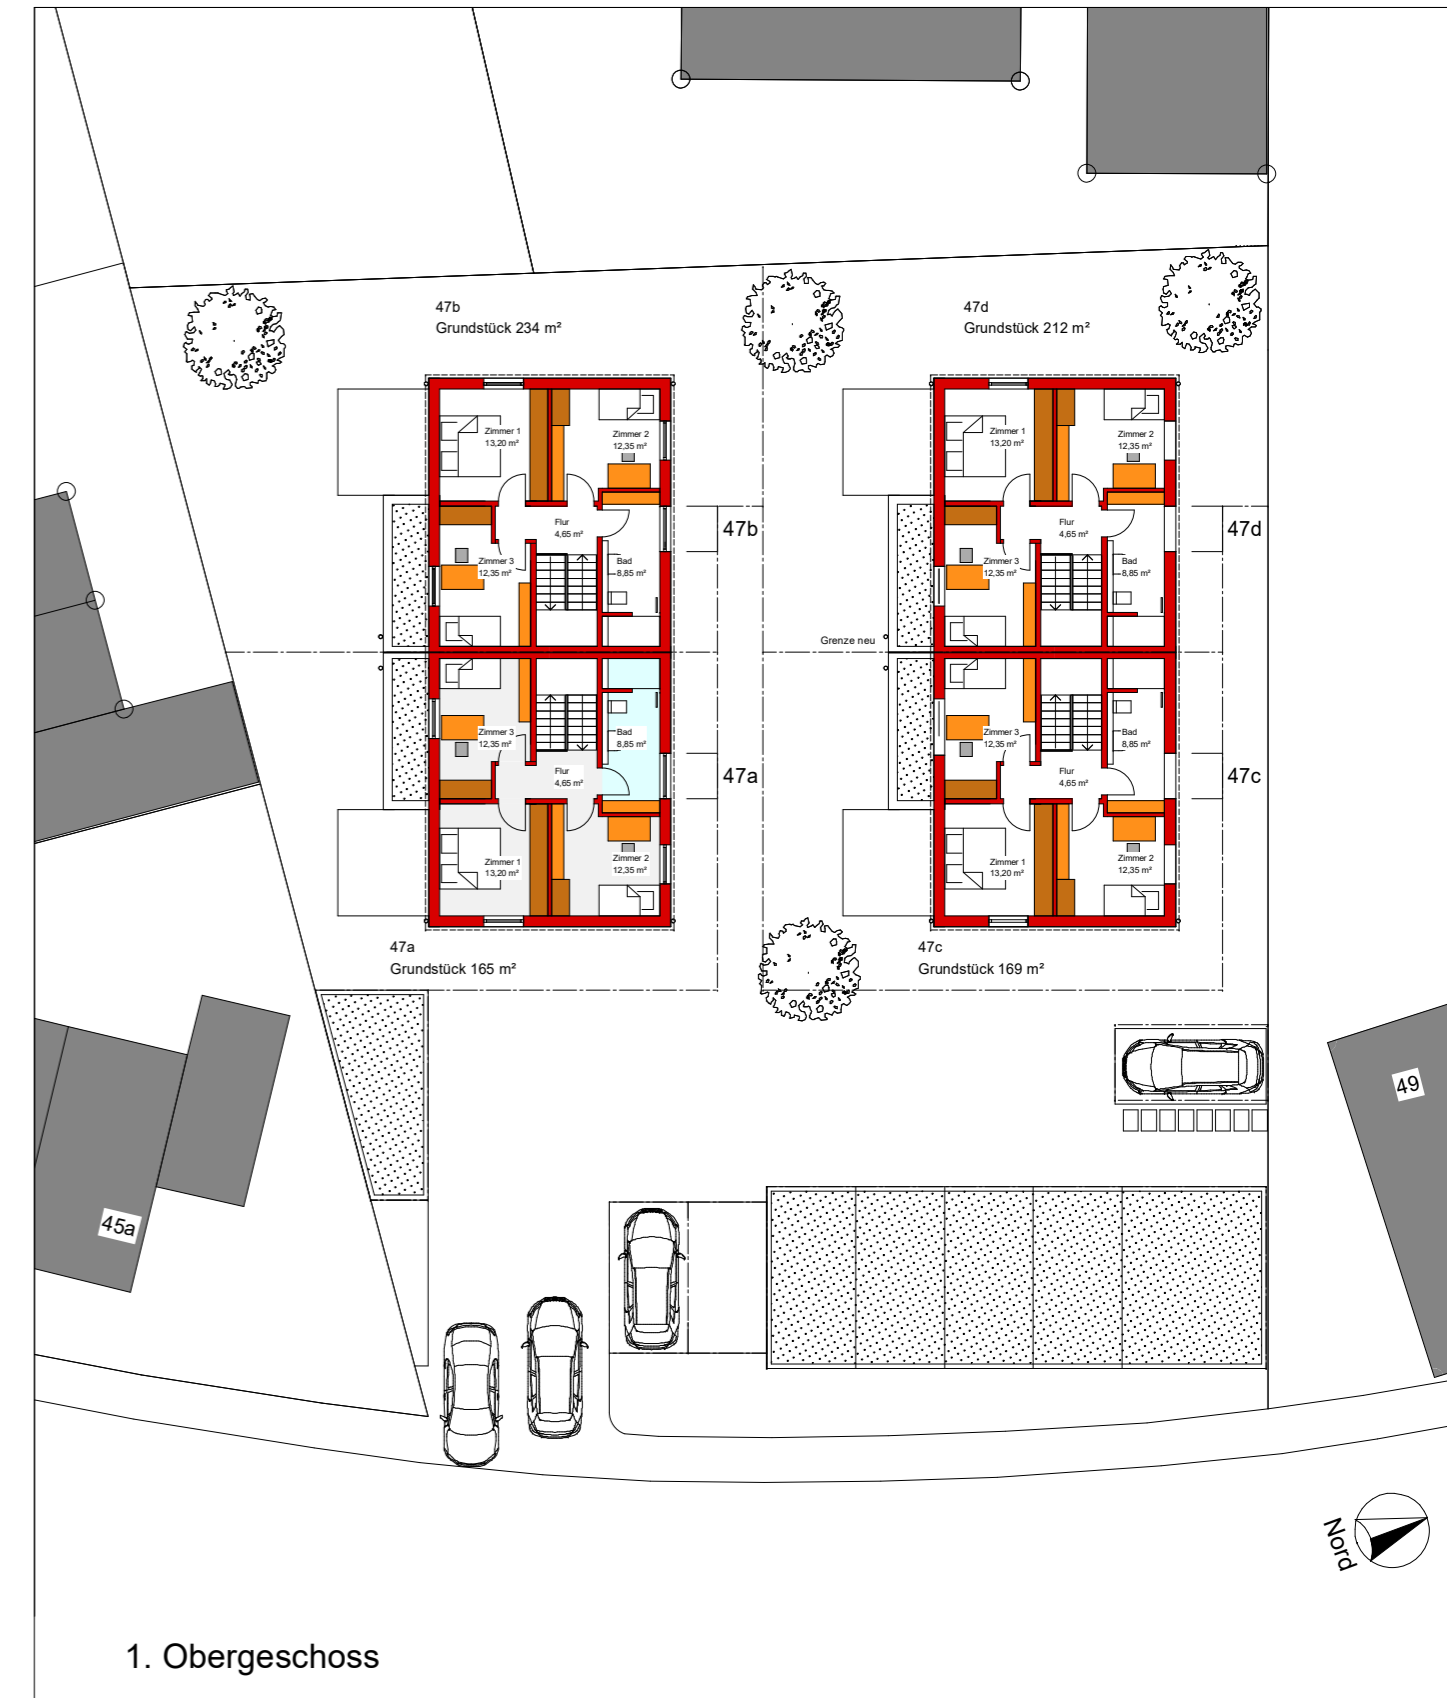 47b
Grundstück 234 m²
47d
Grundstück 212 m²
Zimmer 1
13,20 m²
Zimmer 2
12,35 m²
Zimmer 1
13,20 m²
Zimmer 2
12,35 m²
Flur
4,65 m²
47b
Flur
4,65 m²
47d
Zimmer 3
12,35 m²
Bad
8,85 m²
Zimmer 3
12,35 m²
Bad
8,85 m²
Grenze neu
Zimmer 3
12,35 m²
Bad
8,85 m²
Zimmer 3
12,35 m²
Bad
8,85 m²
Flur
4,65 m²
47a
Flur
4,65 m²
47c
Zimmer 1
13,20 m²
Zimmer 2
12,35 m²
Zimmer 1
13,20 m²
Zimmer 2
12,35 m²
47a
Grundstück 165 m²
47c
Grundstück 169 m²
49
45a
Nord
1. Obergeschoss